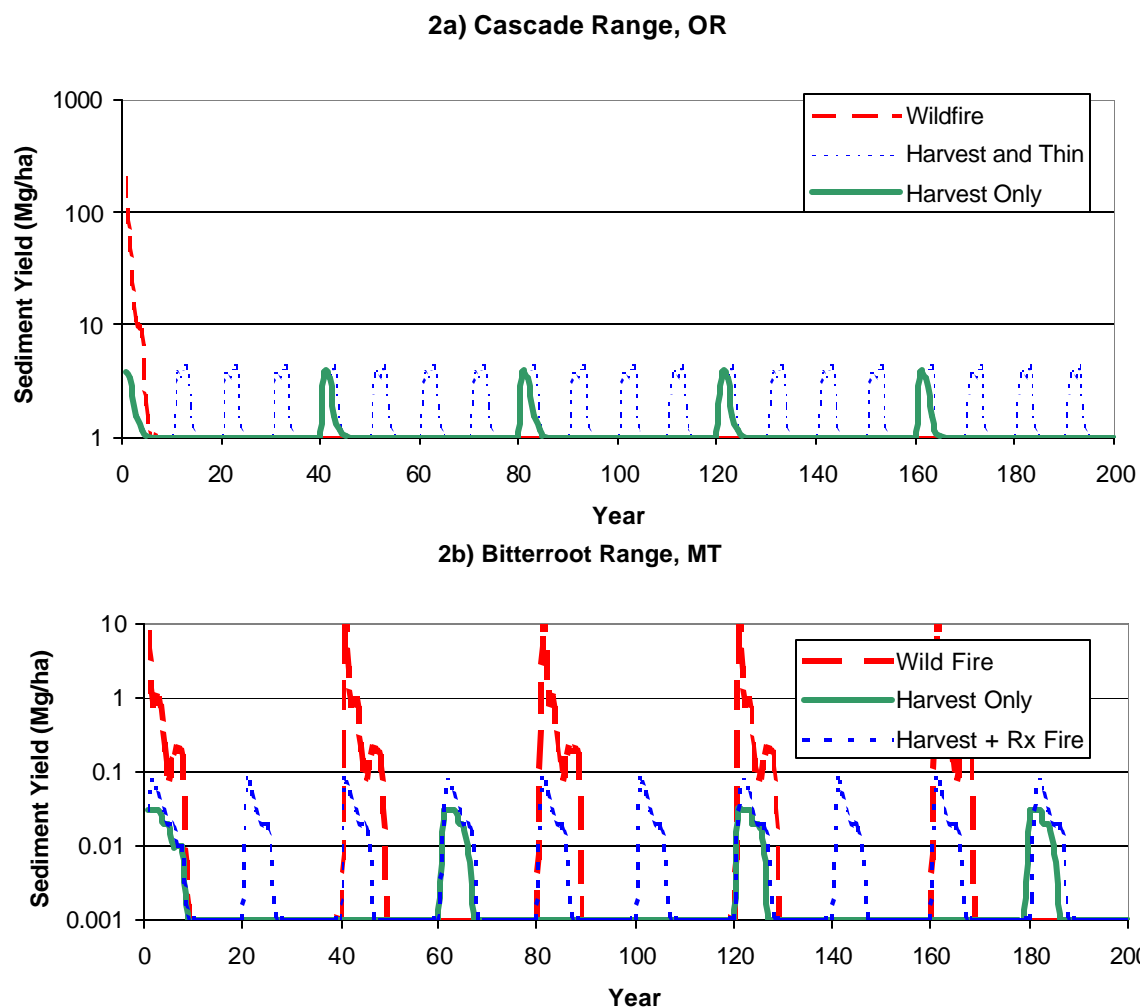 2a) Cascade Range, OR
1000
100
10
1
Sediment Yield (Mg/ha)
Wildfire
Harvest and Thin
Harvest Only
0 20 40 60 80 100 120 140 160 180 200
Year
2b) Bitterroot Range, MT
10
1
0.1
0.01
0.001
Sediment Yield (Mg/ha)
Wild Fire
Harvest Only
Harvest + Rx Fire
0 20 40 60 80 100 120 140 160 180 20
Year